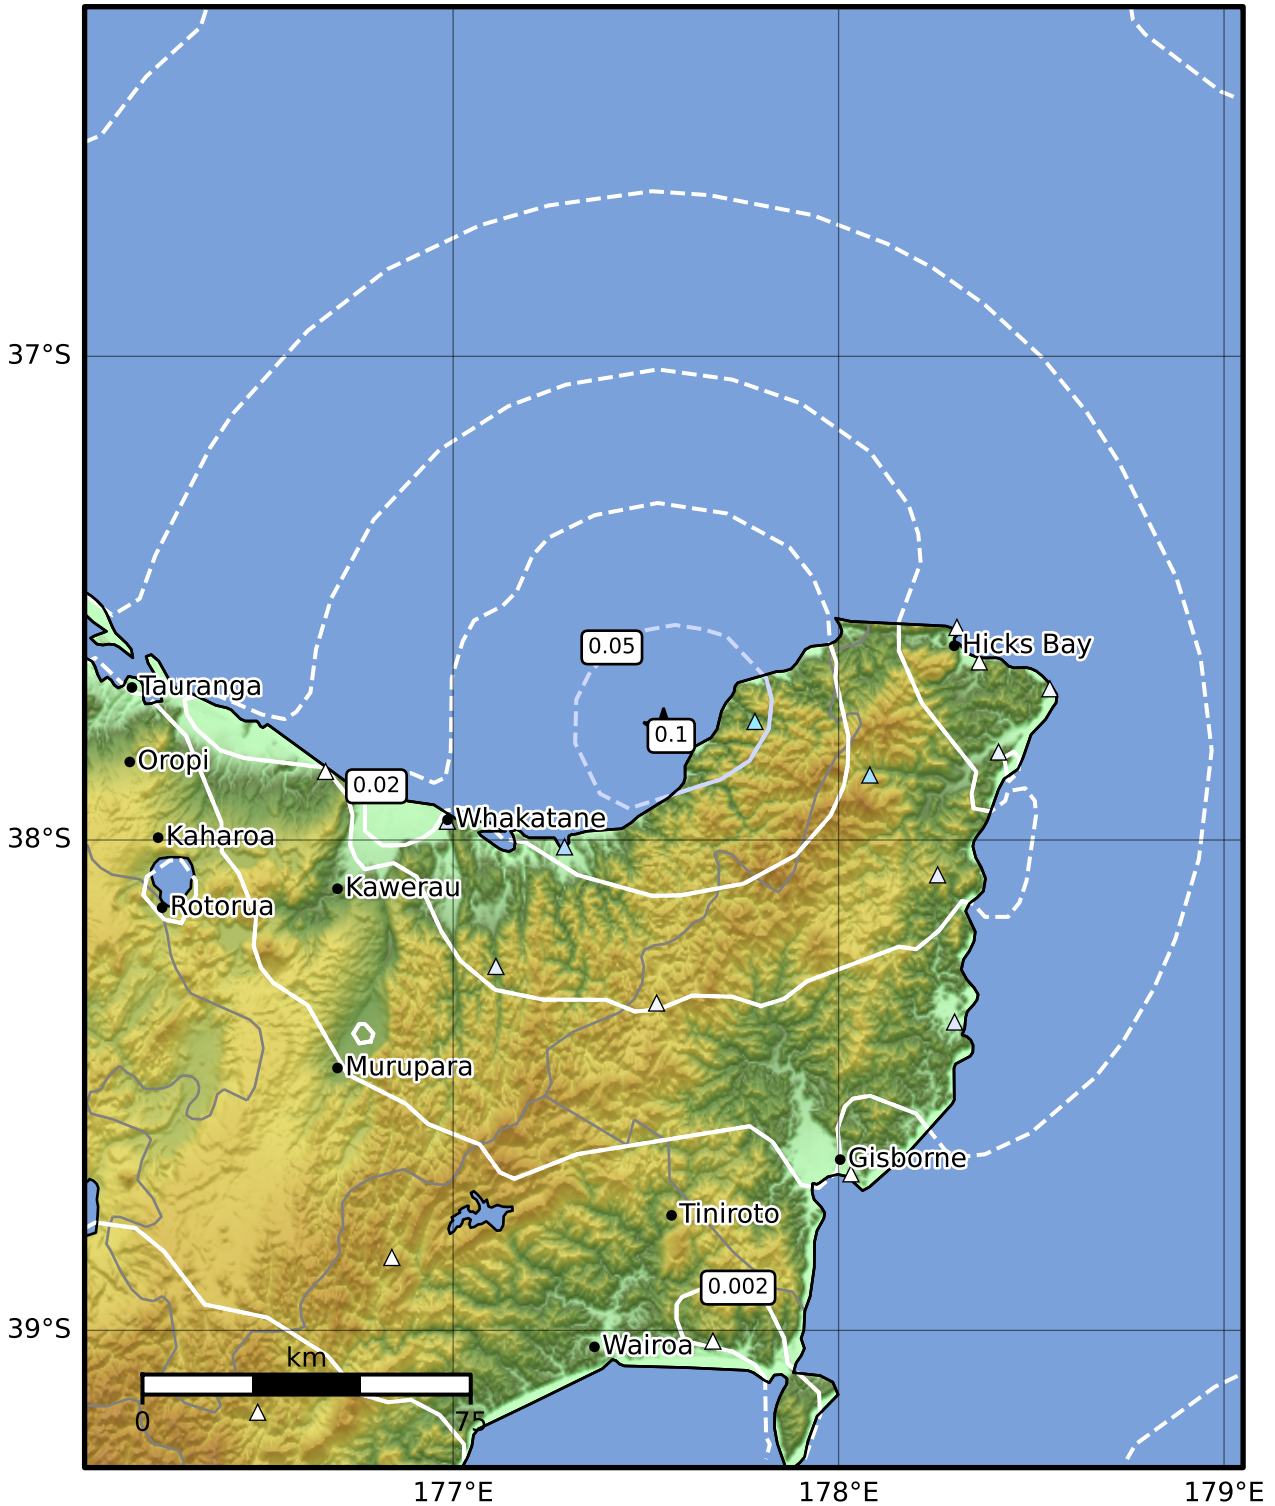 37°S
0.05
Hicks Bay
Tauranga
0.1
Oropi
0.02
Whakatane
Kaharoa
38°S
Kawerau
Rotorua
Murupara
Gisborne
Tiniroto
0.002
39°S
Wairoa
km
0 75
177°E 178°E 179°E